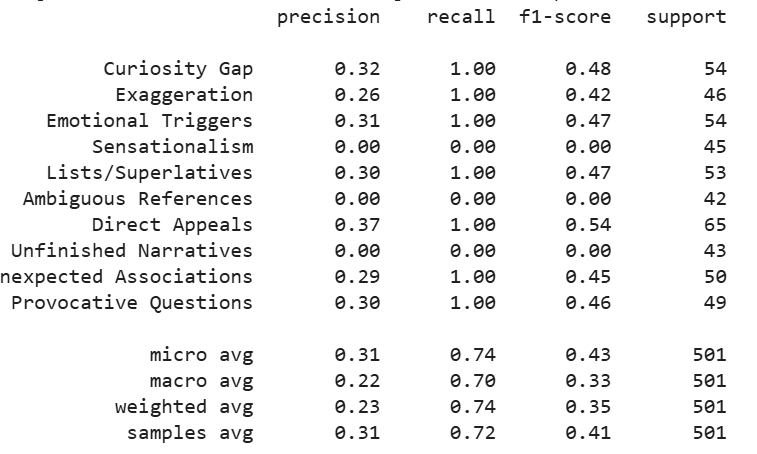 precision recall f1-score support
Curiosity Gap 0.32 1.00 0.48 54
Exaggeration 0.26 1.00 0.42 46
Emotional Triggers 0.31 1.00 0.47 54
Sensationalism 0.00 0.00 0.00 45
Lists/Superlatives 0.30 1.00 0.47 53
Ambiguous References 0.00 0.00 0.00 42
Direct Appeals 0.37 1.00 0.54 65
Unfinished Narratives 0.00 0.00 0.00 43
nexpected Associations 0.29 1.00 0.45 50
Provocative Questions 0.30 1.00 0.46 49
micro avg 0.31 0.74 0.43 501
macro avg 0.22 0.70 0.33 501
weighted avg 0.23 0.74 0.35 501
samples avg 0.31 0.72 0.41 501